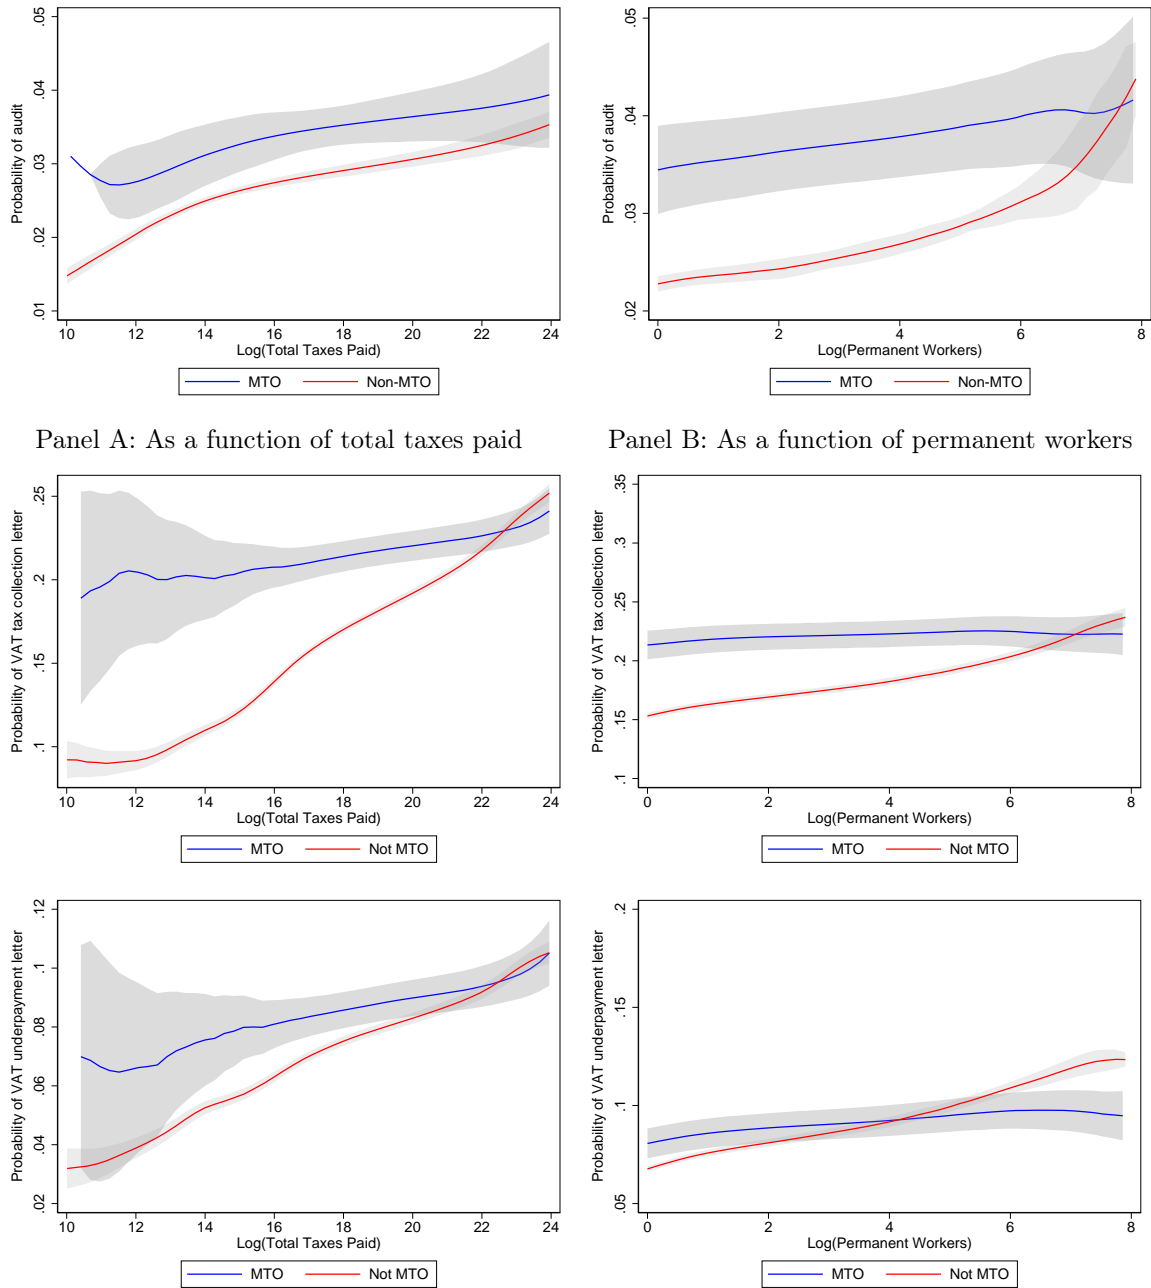 Probability of audit
.05
.04
.03
.02
.01
10 12 14 16 18 20 22 24
Log(Total Taxes Paid)
MTO Non-MTO
Probability of audit
.05
.04
.03
.02
0 2 4 6 8
Log(Permanent Workers)
MTO Non-MTO
Panel A: As a function of total taxes paid
Panel B: As a function of permanent workers
Probability of VAT tax collection letter
.25
.2
.15
.1
10 12 14 16 18 20 22 24
Log(Total Taxes Paid)
MTO Not MTO
Probability of VAT tax collection letter
.35
.3
.25
.2
.15
.1
0 2 4 6 8
Log(Permanent Workers)
MTO Not MTO
Probability of VAT underpayment letter
.12
.1
.08
.06
.04
.02
10 12 14 16 18 20 22 24
Log(Total Taxes Paid)
MTO Not MTO
Probability of VAT underpayment letter
.2
.15
.1
.05
0 2 4 6 8
Log(Permanent Workers)
MTO Not MTO